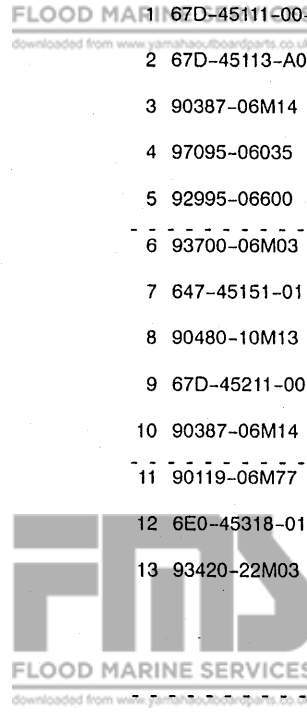 FLOOD MARINE
1 67D-45111-00-
downloaded from www.yamahaoutboardparts.co.uk
2 67D-45113-A0
3 90387-06M14
4 97095-06035
5 92995-06600
6 93700-06M03
7 647-45151-01
8 90480-10M13
9 67D-45211-00
10 90387-06M14
11 90119-06M77
12 6E0-45318-01
13 93420-22M03
FMS
FLOOD MARINE SERVICES
downloaded from www.yamahaoutboardparts.co.uk